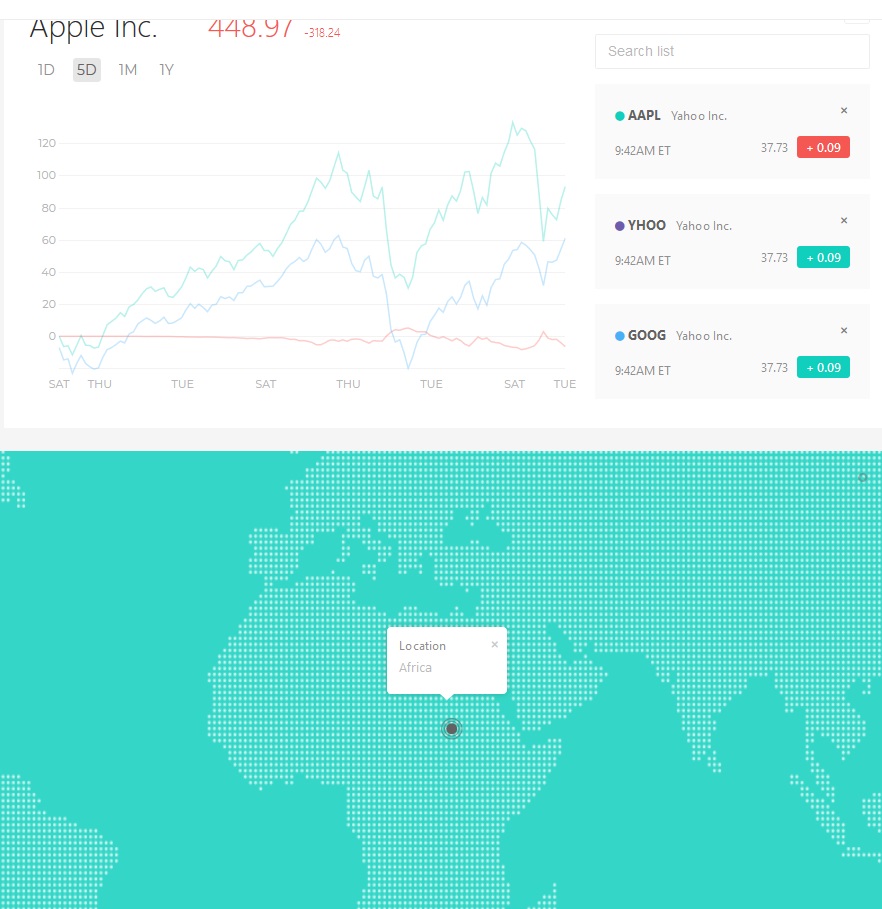 Apple Inc. 448.97 -318.24
1D 5D 1M 1Y
120
100
80
60
40
20
0
SAT THU TUE SAT THU TUE SAT TUE
Search list
AAPL Yahoo Inc. ×
9:42AM ET 37.73 + 0.09
YHOO Yahoo Inc. ×
9:42AM ET 37.73 + 0.09
GOOG Yahoo Inc. ×
9:42AM ET 37.73 + 0.09
Location ×
Africa